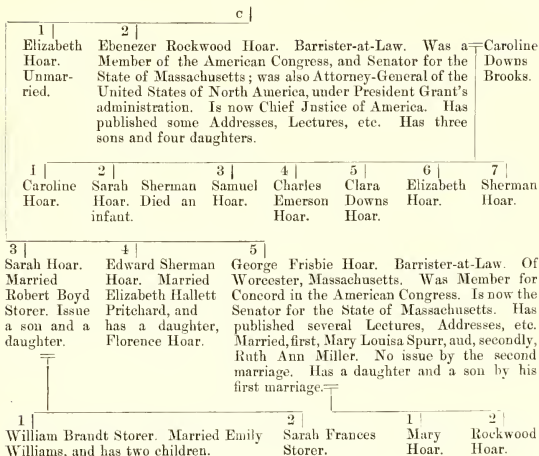 c
1 2
Elizabeth Hoar. Unmar-
ried.
Ebenezer Rockwood Hoar. Barrister-at-Law. Was a
Member of the American Congress, and Senator for the
State of Massachusetts; was also Attorney-General of the
United States of North America, under President Grant's
administration. Is now Chief Jnstice of America. Has
published some Addresses, Lectures, etc. Has three
sons and four daughters.
Caroline
Downs
Brooks.
1 2 3 4 5 6 7
Caroline
Hoar.
Sarah Sherman
Hoar. Died an
infant.
Samuel
Hoar.
Charles
Emerson
Hoar.
Clara
Downs
Hoar.
Elizabeth
Hoar.
Sherman
Hoar.
3 4 5
Sarah Hoar.
Married
Robert Boyd
Storer. Issue
a son and a
daughter.
Edward Sherman
Hoar. Married
Elizabeth Hallett
Pritchard, and
has a daughter,
Florence Hoar.
George Frisbie Hoar. Barrister-at-Law. Of
Worcester, Massachusetts. Was Member for
Concord in the American Congress. Is now the
Senator for the State of Massachusetts. Has
published several Lectures, Addresses, etc.
Married, first, Mary Louisa Spurr, aud, secondly,
Ruth Ann Miller. No issue by the second
marriage. Has a daughter and a son by his
first marriage.
1 2 1 2
William Brandt Storer. Married Emily
Williams, and has two children.
Sarah Frances
Storer.
Mary
Hoar.
Rockwood
Hoar.